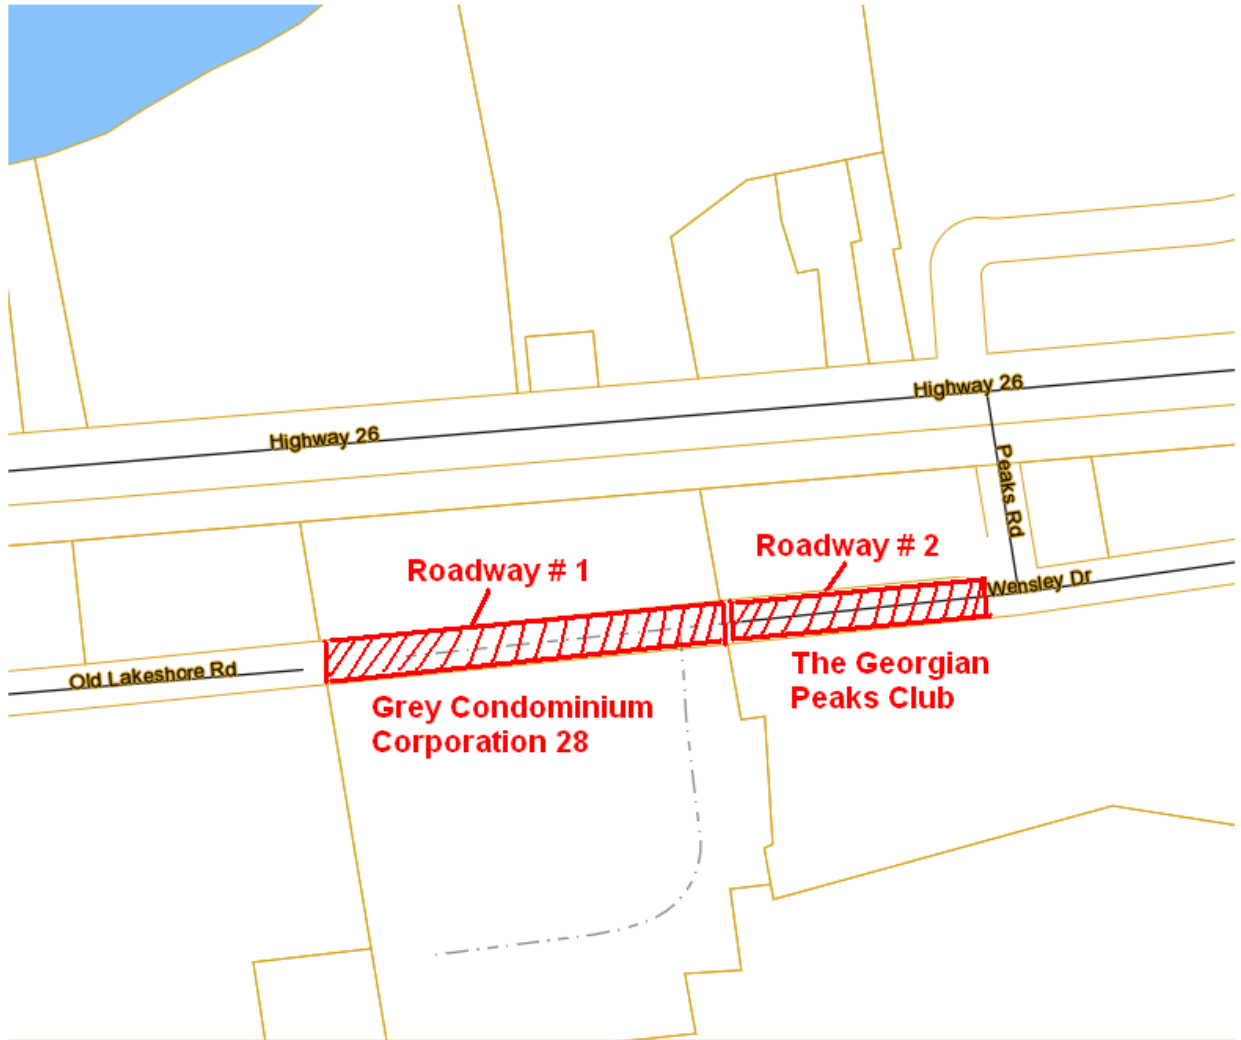 Highway 26
Highway 26
Peaks Rd
Roadway # 2
Roadway # 1
Wensley Dr
Old Lakeshore Rd
The Georgian
Peaks Club
Grey Condominium
Corporation 28